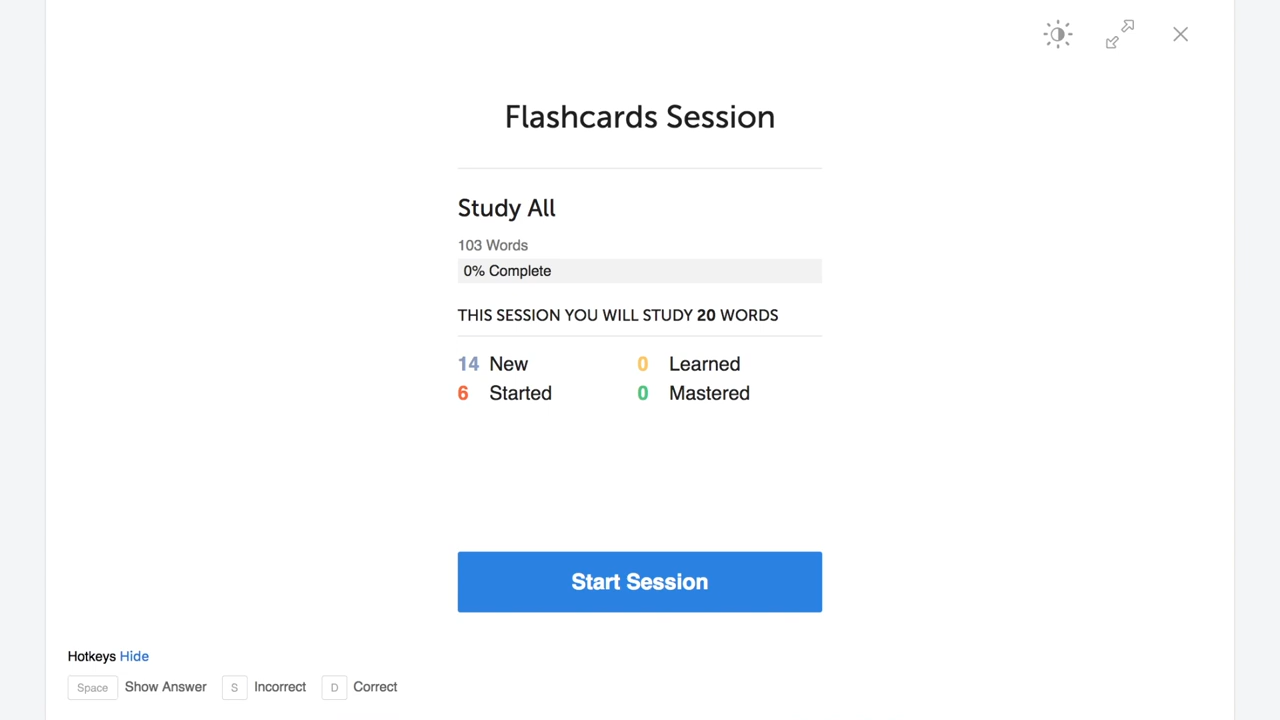 Flashcards Session
Study All
103 Words
0% Complete
THIS SESSION YOU WILL STUDY 20 WORDS
14 New 0 Learned
6 Started 0 Mastered
Start Session
Hotkeys Hide
Space Show Answer S Incorrect D Correct